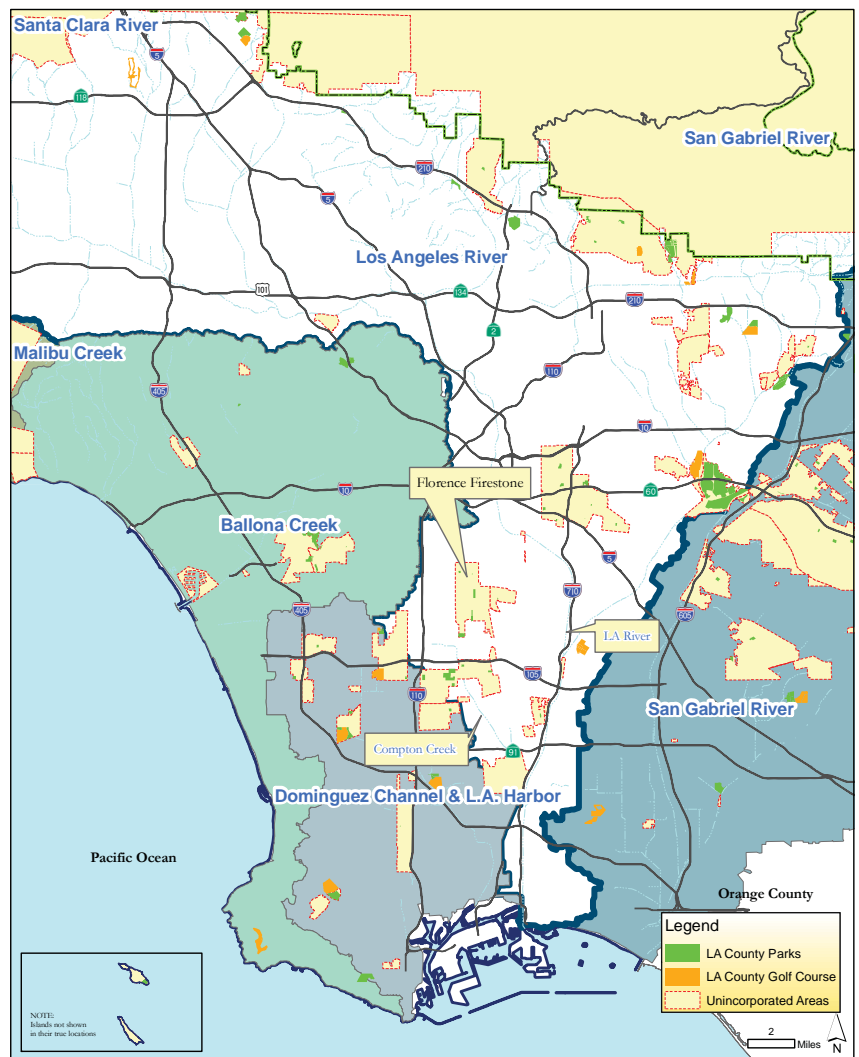 Santa Clara River
5
118
210
San Gabriel River
5
Los Angeles River
101
134
210
2
Malibu Creek
110
405
10
Florence Firestone
10
60
Ballona Creek
5
710
405
605
LA River
105
110
San Gabriel River
Compton Creek
91
Dominguez Channel & L.A. Harbor
Pacific Ocean
Orange County
Legend
LA County Parks
LA County Golf Course
Unincorporated Areas
NOTE:
Islands not shown
in their true locations
2
Miles
N